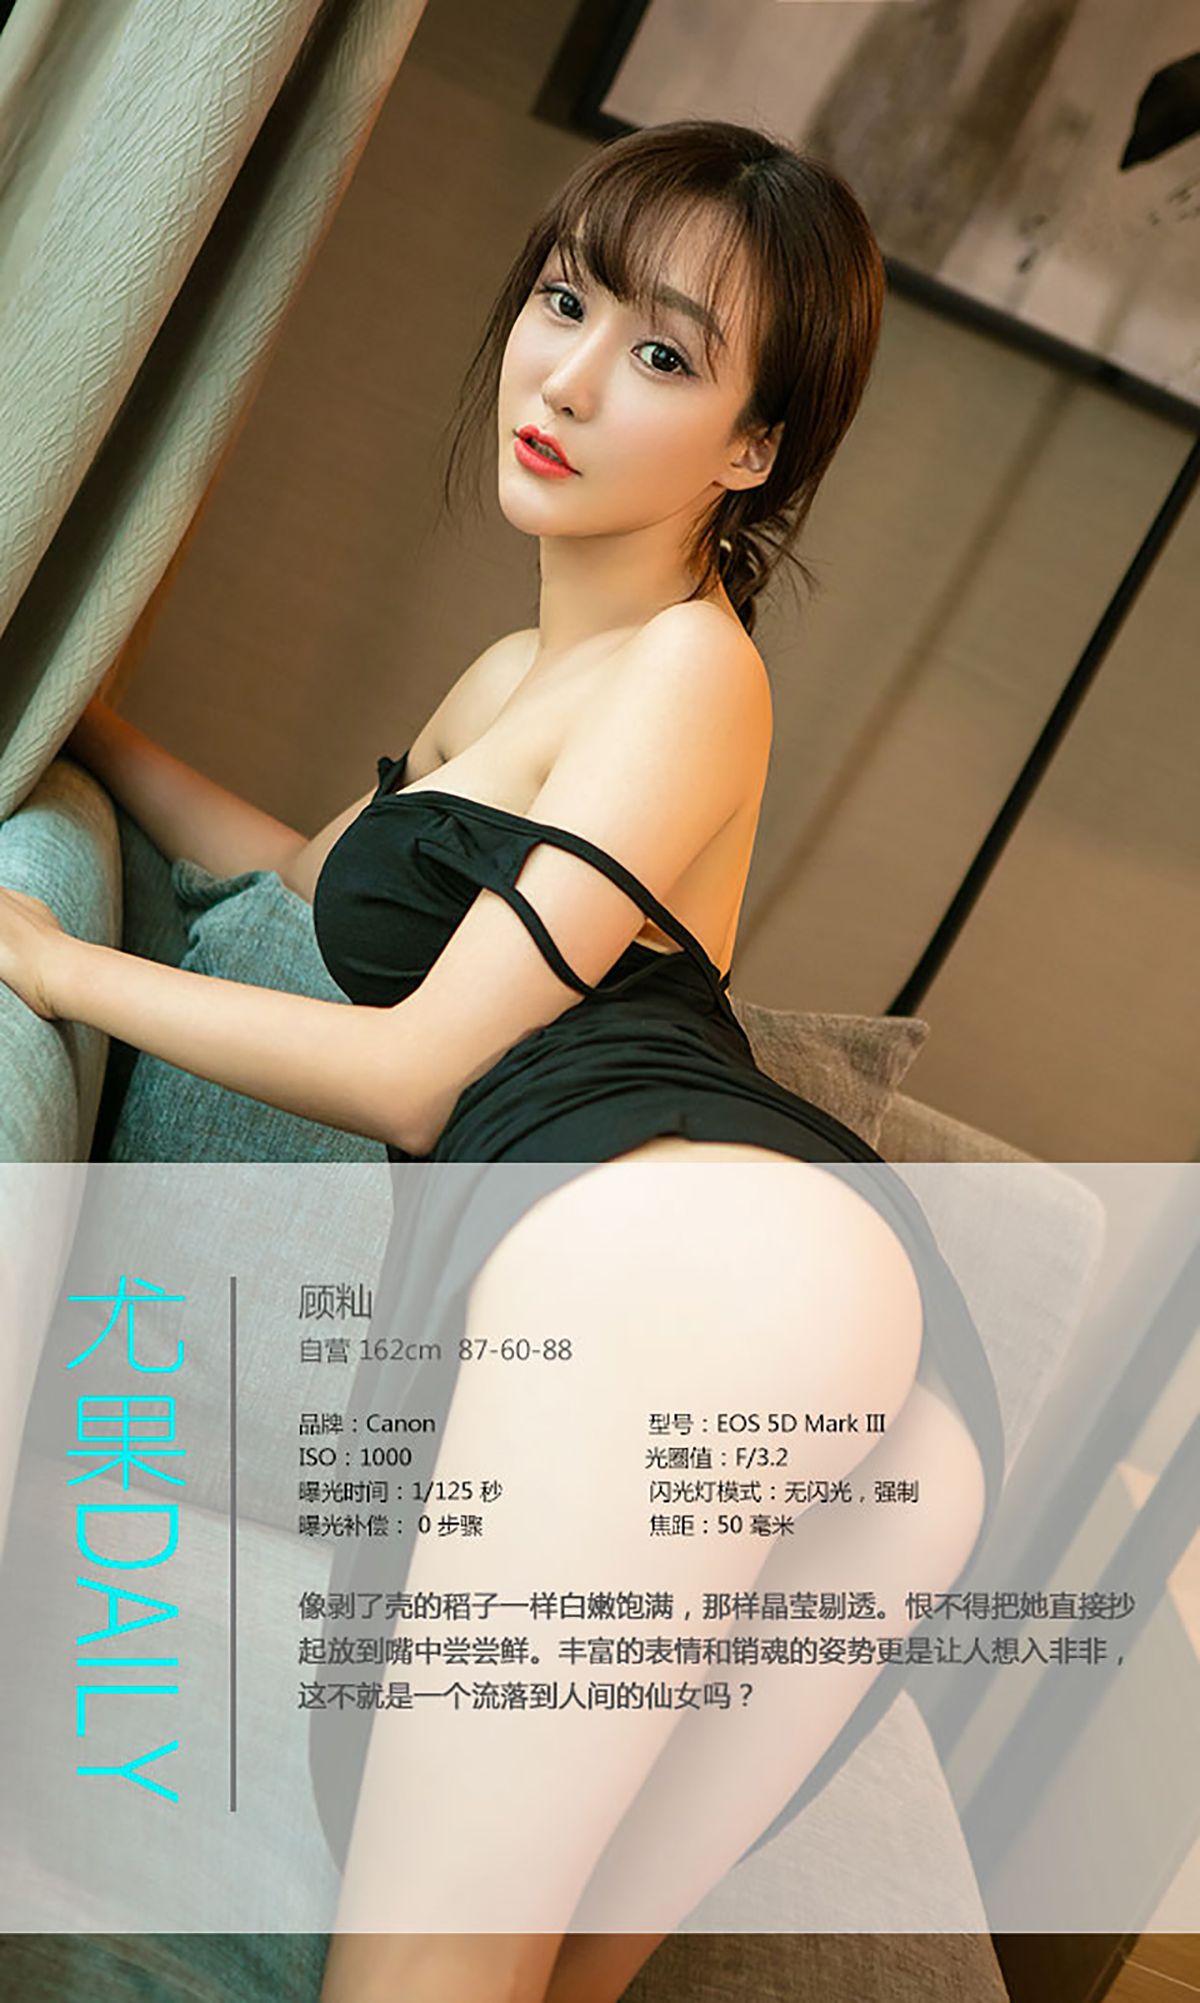 尤果DAILY
顾籼
自营 162cm 87-60-88
品牌：Canon 型号：EOS 5D Mark III
ISO：1000 光圈值：F/3.2
曝光时间：1/125 秒 闪光灯模式：无闪光，强制
曝光补偿： 0 步骤 焦距：50 毫米
像剥了壳的稻子一样白嫩饱满，那样晶莹剔透。恨不得把她直接抄
起放到嘴中尝尝鲜。丰富的表情和销魂的姿势更是让人想入非非，
这不就是一个流落到人间的仙女吗？